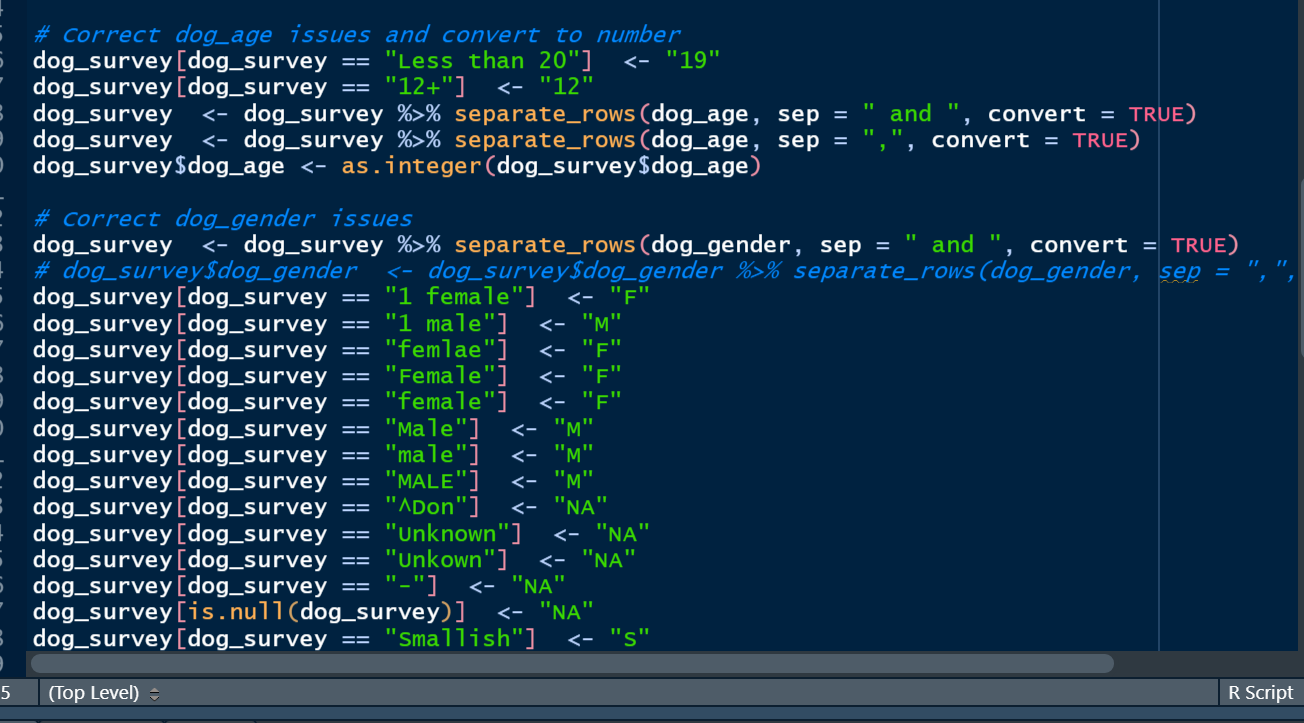 # Correct dog_age issues and convert to number
dog_survey[dog_survey == "Less than 20"]  <- "19"
dog_survey[dog_survey == "12+"]  <- "12"
dog_survey  <- dog_survey %>% separate_rows(dog_age, sep = " and ", convert = TRUE)
dog_survey  <- dog_survey %>% separate_rows(dog_age, sep = ",", convert = TRUE)
dog_survey$dog_age <- as.integer(dog_survey$dog_age)
# Correct dog_gender issues
dog_survey  <- dog_survey %>% separate_rows(dog_gender, sep = " and ", convert = TRUE)
# dog_survey$dog_gender  <- dog_survey$dog_gender %>% separate_rows(dog_gender, sep = ",",
dog_survey[dog_survey == "1 female"]  <- "F"
dog_survey[dog_survey == "1 male"]  <- "M"
dog_survey[dog_survey == "femlae"]  <- "F"
dog_survey[dog_survey == "Female"]  <- "F"
dog_survey[dog_survey == "female"]  <- "F"
dog_survey[dog_survey == "Male"]  <- "M"
dog_survey[dog_survey == "male"]  <- "M"
dog_survey[dog_survey == "MALE"]  <- "M"
dog_survey[dog_survey == "^Don"]  <- "NA"
dog_survey[dog_survey == "Unknown"]  <- "NA"
dog_survey[dog_survey == "Unkown"]  <- "NA"
dog_survey[dog_survey == "-"]  <- "NA"
dog_survey[is.null(dog_survey)]  <- "NA"
dog_survey[dog_survey == "Smallish"]  <- "S"
5 (Top Level) R Script